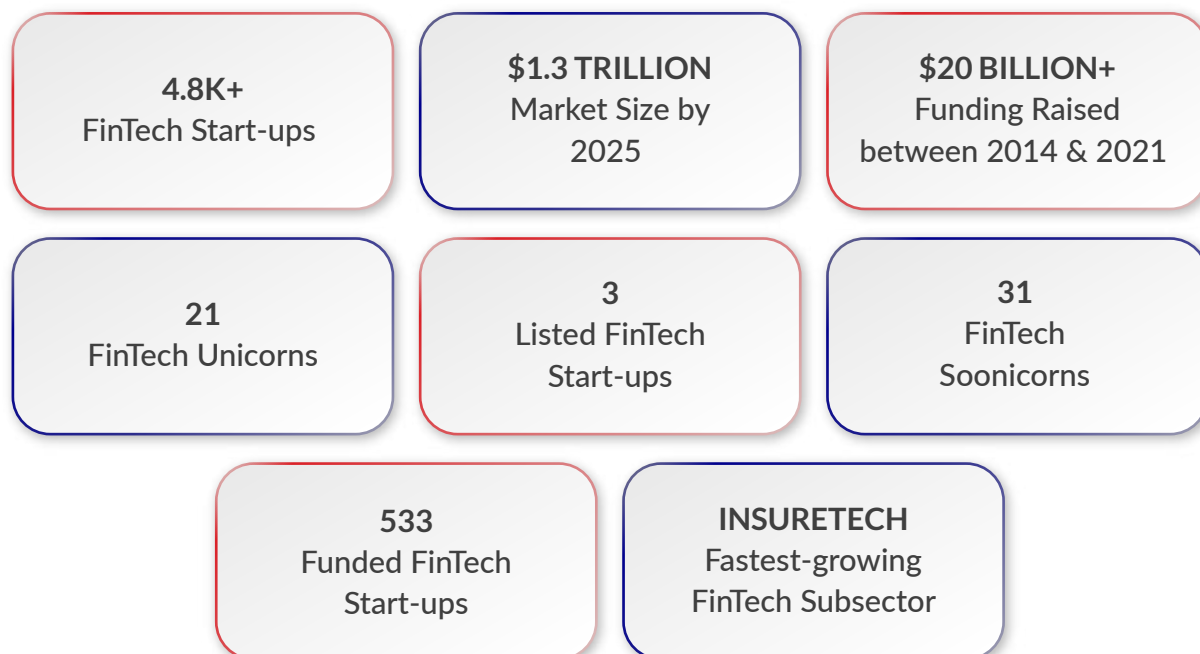 4.8K+
FinTech Start-ups
$1.3 TRILLION
Market Size by
2025
$20 BILLION+
Funding Raised
between 2014 & 2021
21
FinTech Unicorns
3
Listed FinTech
Start-ups
31
FinTech
Soonicorns
533
Funded FinTech
Start-ups
INSURETECH
Fastest-growing
FinTech Subsector